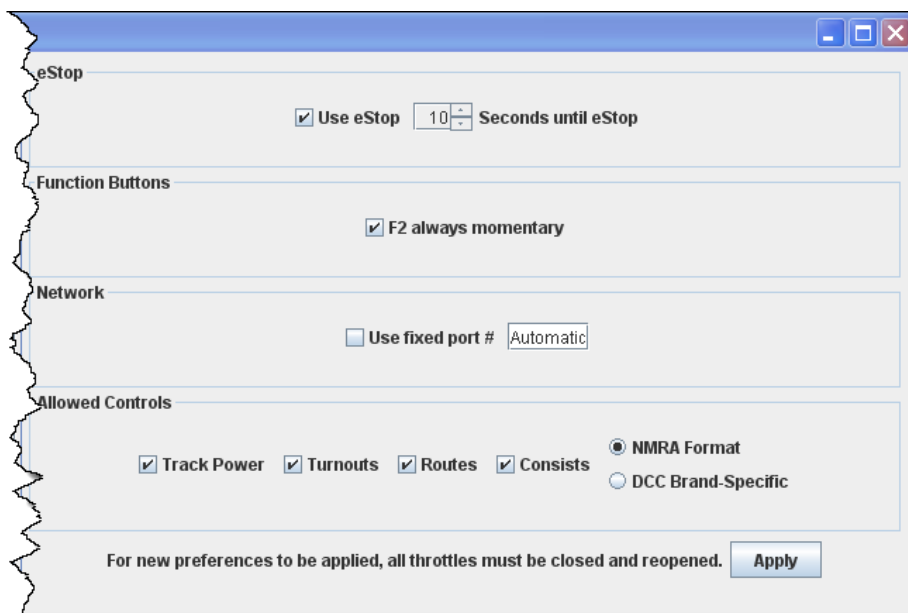 eStop
Use eStop 10 Seconds until eStop
Function Buttons
F2 always momentary
Network
Use fixed port # Automatic
Allowed Controls
Track Power Turnouts Routes Consists NMRA Format
DCC Brand-Specific
For new preferences to be applied, all throttles must be closed and reopened. Apply